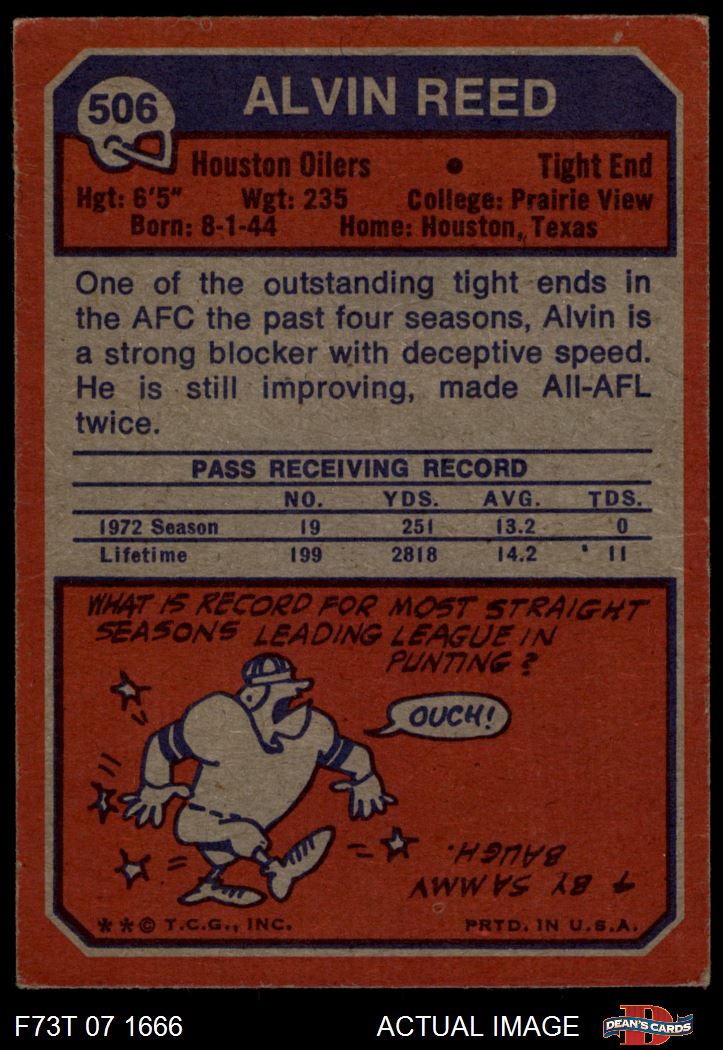 506
ALVIN REED
Houston Oilers • Tight End
Hgt: 6'5" Wgt: 235 College: Prairie View
Born: 8-1-44 Home: Houston, Texas
One of the outstanding tight ends in
the AFC the past four seasons, Alvin is
a strong blocker with deceptive speed.
He is still improving, made All-AFL
twice.
PASS RECEIVING RECORD
NO. YDS. AVG. TDS.
1972 Season 19 251 13.2 0
Lifetime 199 2818 14.2 11
WHAT IS RECORD FOR MOST STRAIGHT
SEASONS LEADING LEAGUE IN
PUNTING?
OUCH!
4 BY SAMMY
BAUGH.
**© T.C.G., INC. PRTD. IN U.S.A.
F73T 07 1666 ACTUAL IMAGE
D
DEAN'S CARDS